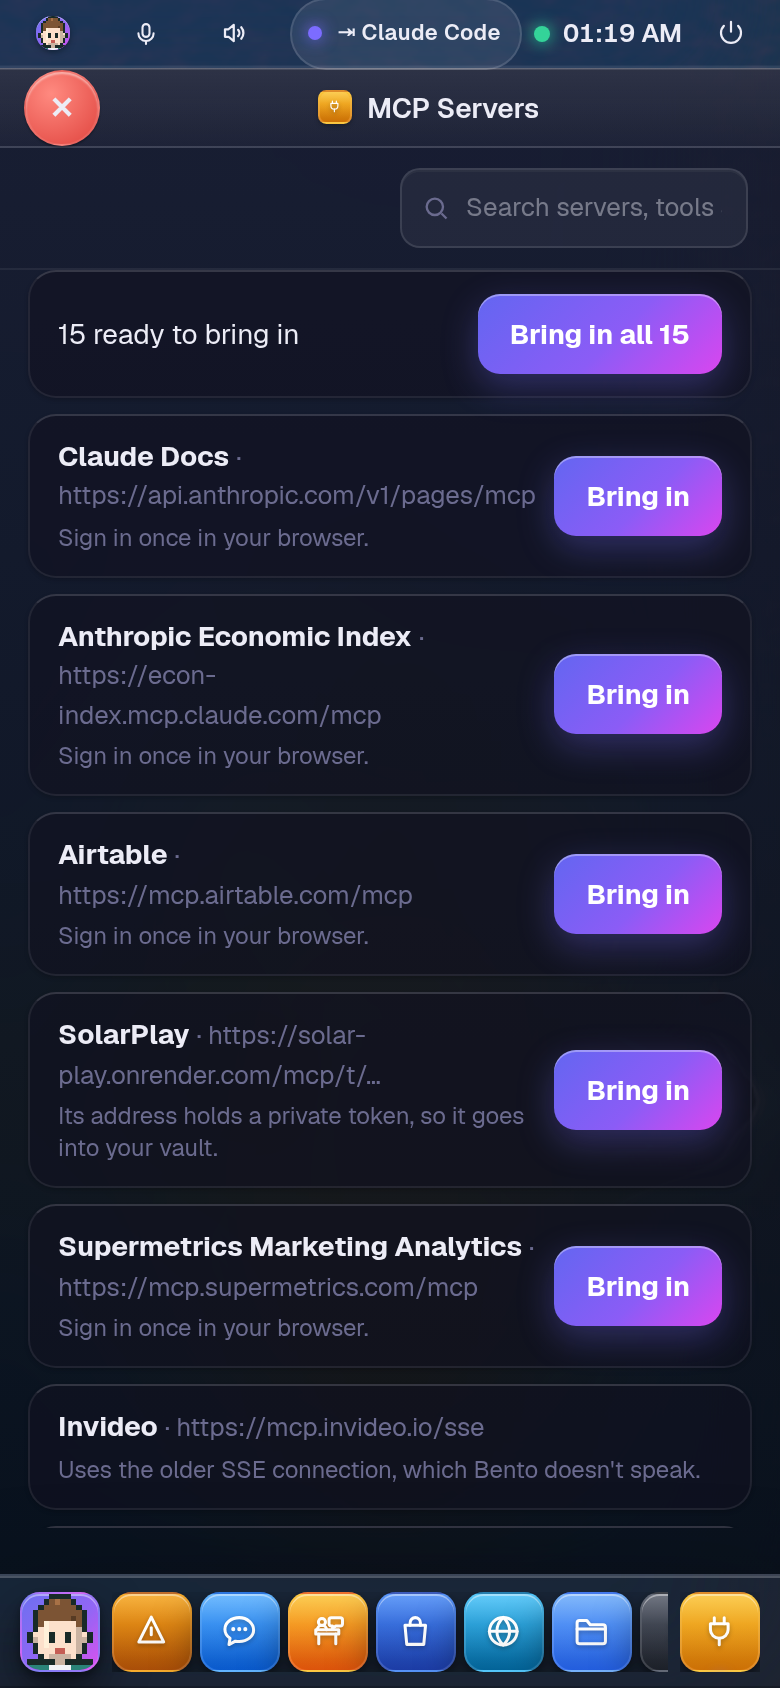 ⇥ Claude Code
01:19 AM
MCP Servers
Search servers, tools
15 ready to bring in
Bring in all 15
Claude Docs ·
https://api.anthropic.com/v1/pages/mcp
Sign in once in your browser.
Bring in
Anthropic Economic Index ·
https://econ-
index.mcp.claude.com/mcp
Sign in once in your browser.
Bring in
Airtable ·
https://mcp.airtable.com/mcp
Sign in once in your browser.
Bring in
SolarPlay · https://solar-
play.onrender.com/mcp/t/…
Its address holds a private token, so it goes
into your vault.
Bring in
Supermetrics Marketing Analytics ·
https://mcp.supermetrics.com/mcp
Sign in once in your browser.
Bring in
Invideo · https://mcp.invideo.io/sse
Uses the older SSE connection, which Bento doesn't speak.